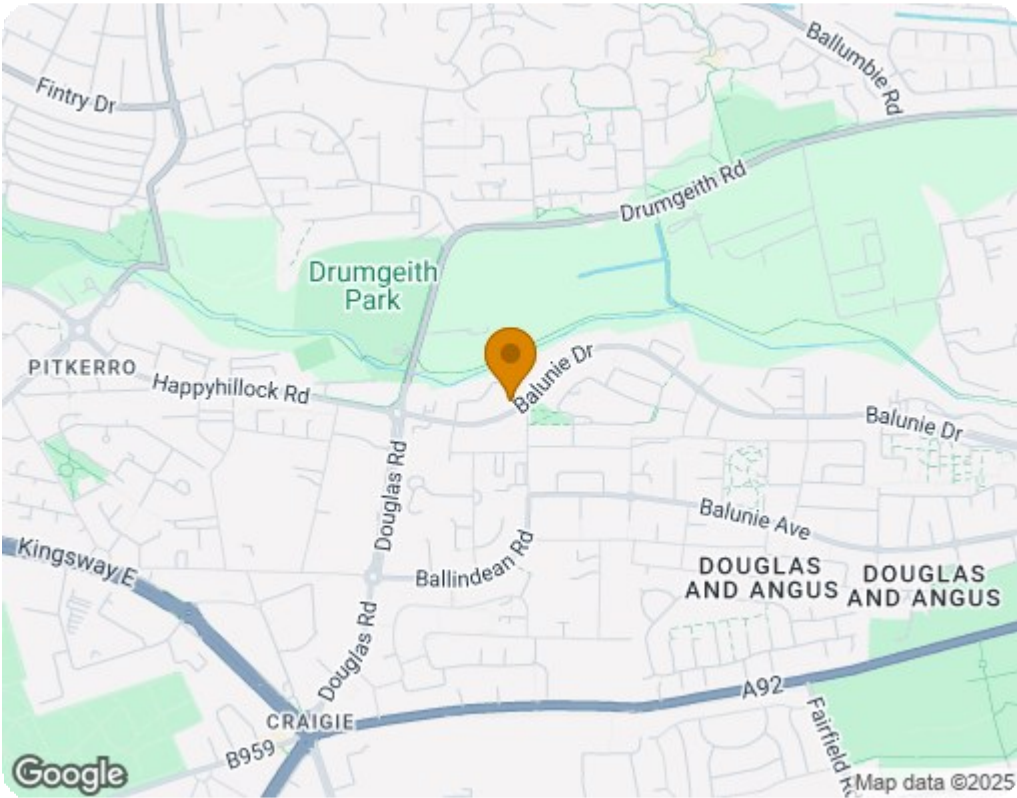 Ballumbie Rd
Fintry Dr
Drumgeith Rd
Drumgeith
Park
PITKERRO
Happyhillock Rd
Balunie Dr
Balunie Dr
Douglas Rd
Balunie Ave
Kingsway E
Ballindean Rd
DOUGLAS
AND ANGUS
DOUGLAS
AND ANGUS
Douglas Rd
A92
CRAIGIE
B959
Fairfield
Google
Map data ©2025